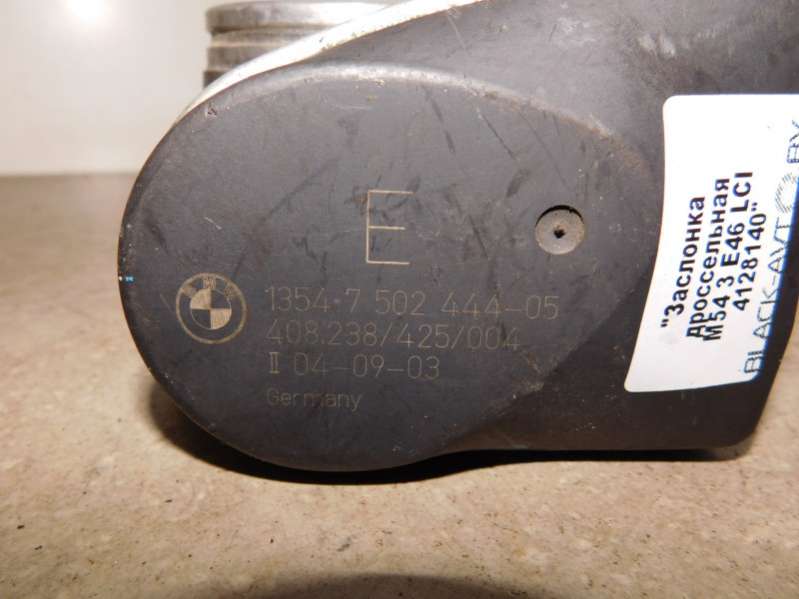 E
BMW
1354-7 502 444-05
408.238/425/004
II 04-09-03
Germany
"Заслонка
дроссельная
M54 3 E46 LCI
4128140"
BLACK-AVTO.BY